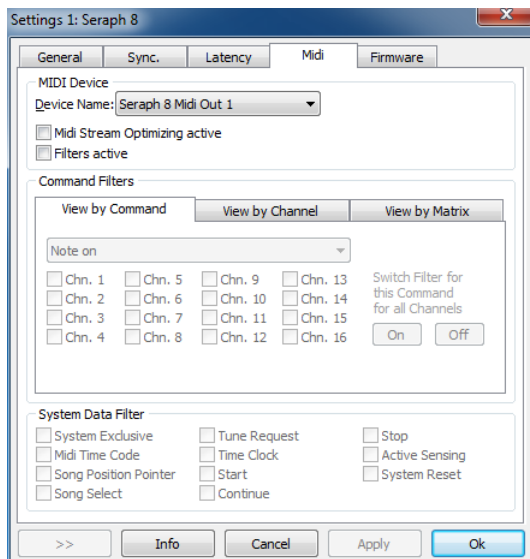 Settings 1: Seraph 8
General Sync. Latency Midi Firmware
MIDI Device
Device Name: Seraph 8 Midi Out 1
Midi Stream Optimizing active
Filters active
Command Filters
View by Command View by Channel View by Matrix
Note on
Chn. 1 Chn. 5 Chn. 9 Chn. 13
Chn. 2 Chn. 6 Chn. 10 Chn. 14
Chn. 3 Chn. 7 Chn. 11 Chn. 15
Chn. 4 Chn. 8 Chn. 12 Chn. 16
Switch Filter for
this Command
for all Channels
On Off
System Data Filter
System Exclusive Tune Request Stop
Midi Time Code Time Clock Active Sensing
Song Position Pointer Start System Reset
Song Select Continue
>> Info Cancel Apply Ok